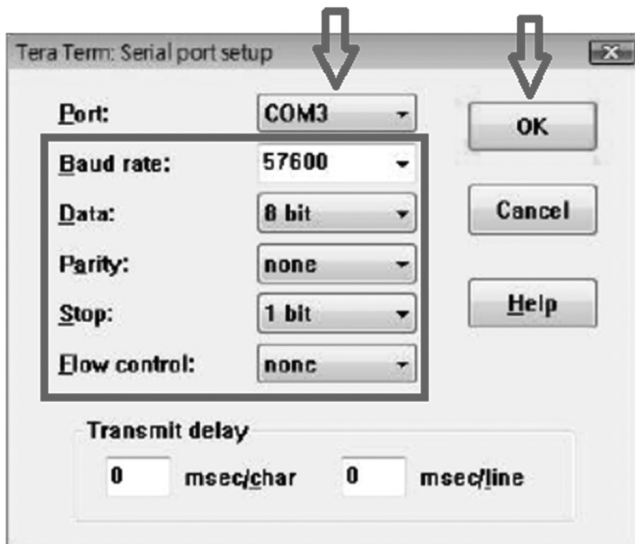 Tera Term: Serial port setup
Port: COM3 OK
Baud rate: 57600
Data: 8 bit Cancel
Parity: none
Stop: 1 bit Help
Flow control: none
Transmit delay
0 msec/char 0 msec/line